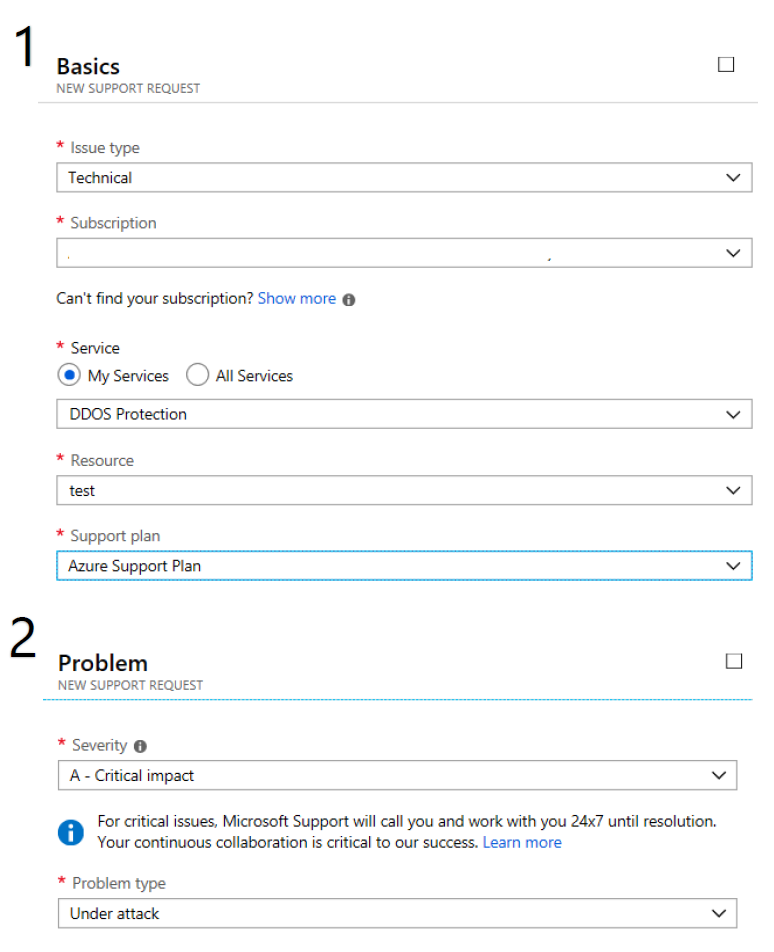 1
Basics
NEW SUPPORT REQUEST
* Issue type
Technical
* Subscription
Can't find your subscription? Show more
* Service
My Services All Services
DDOS Protection
* Resource
test
* Support plan
Azure Support Plan
2
Problem
NEW SUPPORT REQUEST
* Severity
A - Critical impact
For critical issues, Microsoft Support will call you and work with you 24x7 until resolution.
Your continuous collaboration is critical to our success. Learn more
* Problem type
Under attack